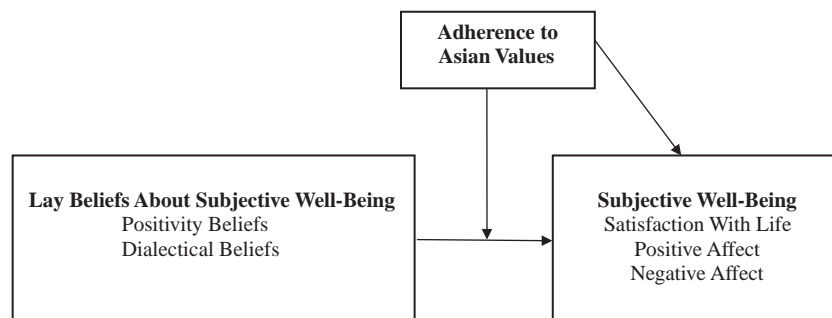 Adherence to
Asian Values
Lay Beliefs About Subjective Well-Being
Positivity Beliefs
Dialectical Beliefs
Subjective Well-Being
Satisfaction With Life
Positive Affect
Negative Affect